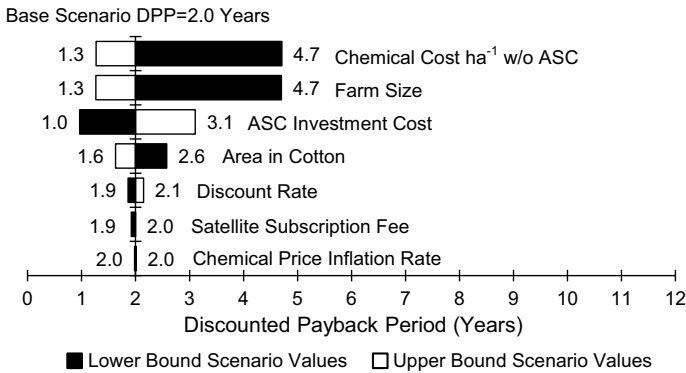 Base Scenario DPP=2.0 Years
1.3 4.7 Chemical Cost ha⁻¹ w/o ASC
1.3 4.7 Farm Size
1.0 3.1 ASC Investment Cost
1.6 2.6 Area in Cotton
1.9 2.1 Discount Rate
1.9 2.0 Satellite Subscription Fee
2.0 2.0 Chemical Price Inflation Rate
0 1 2 3 4 5 6 7 8 9 10 11 12
Discounted Payback Period (Years)
Lower Bound Scenario Values Upper Bound Scenario Values